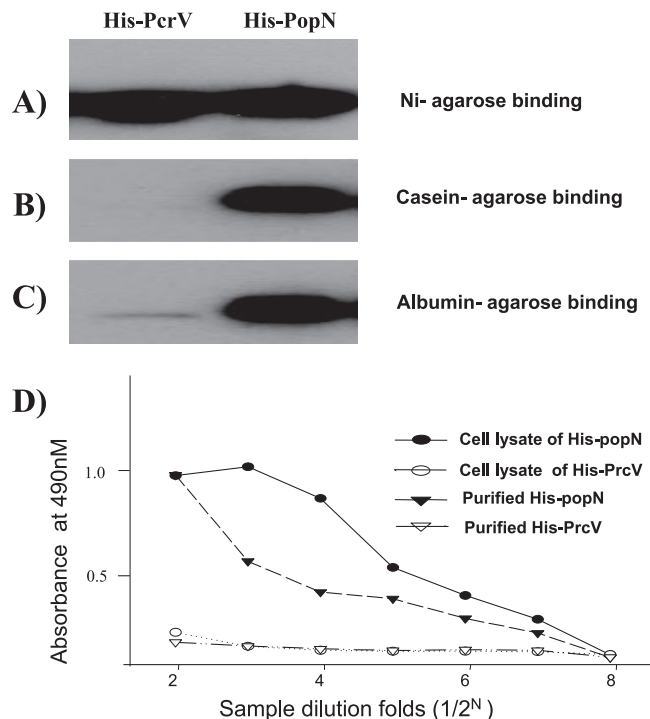 His-PcrV His-PopN
A) Ni- agarose binding
B) Casein- agarose binding
C) Albumin- agarose binding
D)
Cell lysate of His-popN
Cell lysate of His-PrcV
Purified His-popN
Purified His-PrcV
1.0
0.5
Absorbance at 490nM
2 4 6 8
Sample dilution folds (1/2^N)